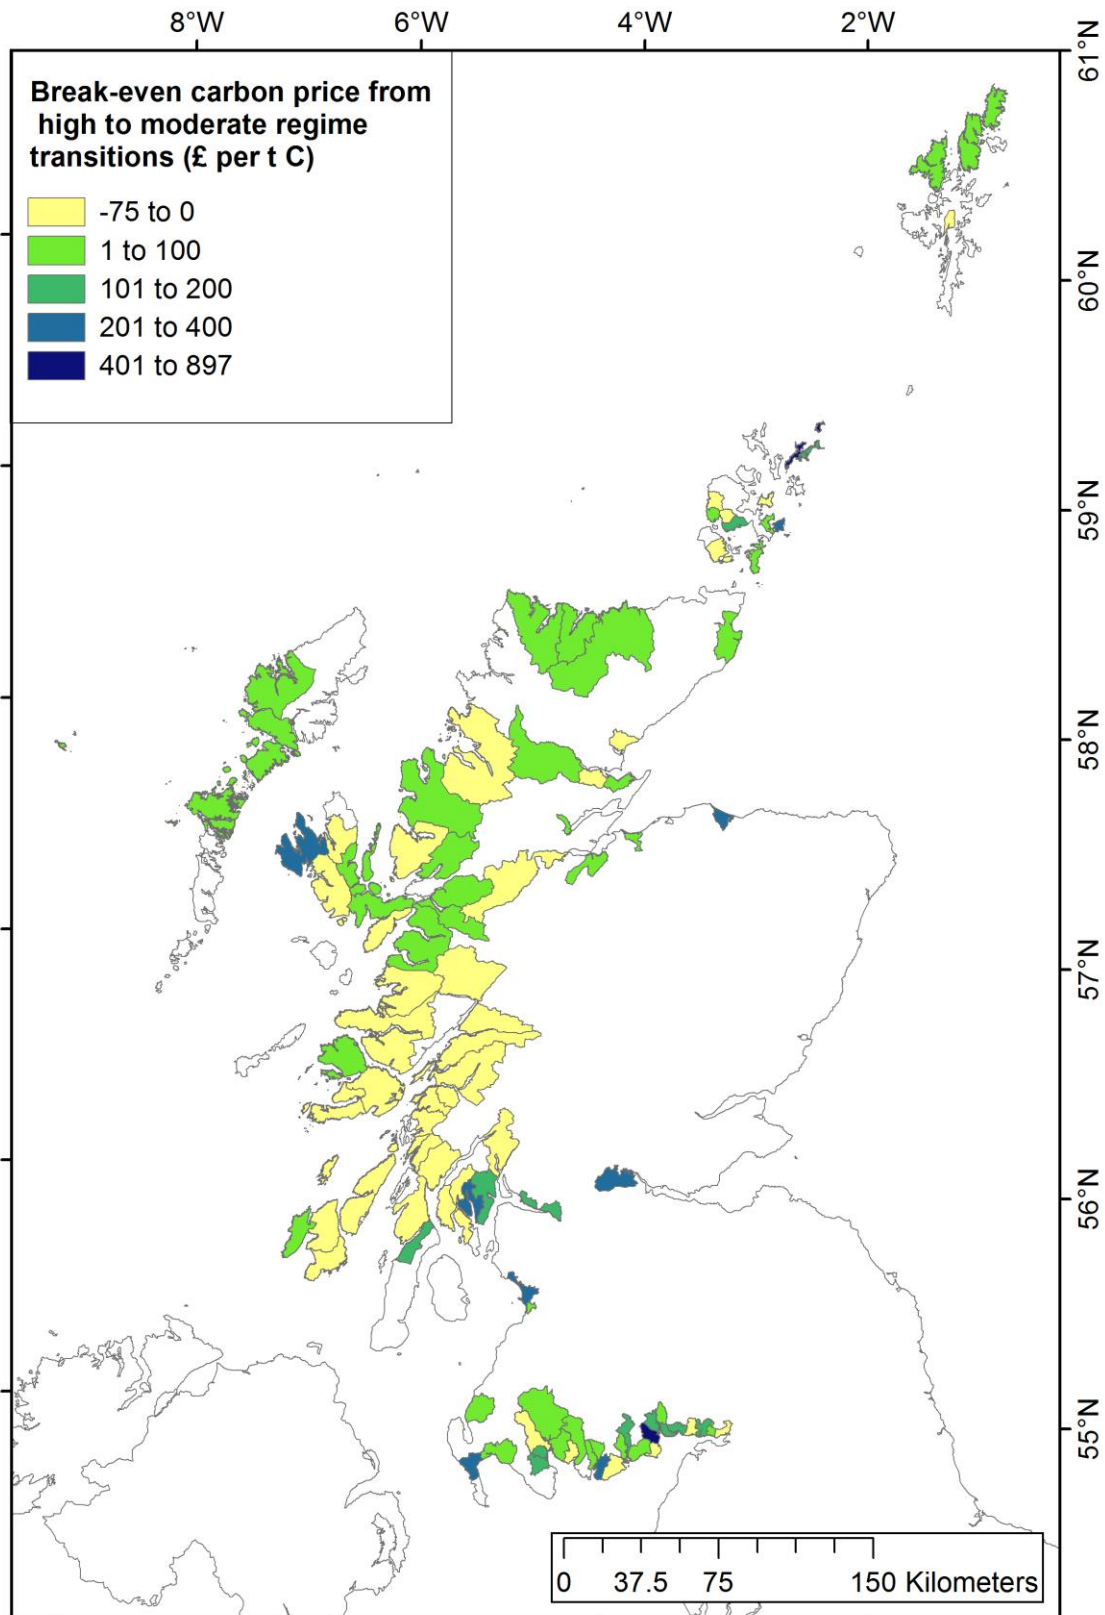 8°W 6°W 4°W 2°W
61°N
Break-even carbon price from
high to moderate regime
transitions (£ per t C)
-75 to 0
1 to 100
101 to 200
201 to 400
401 to 897
60°N
59°N
58°N
57°N
56°N
55°N
0 37.5 75 150 Kilometers